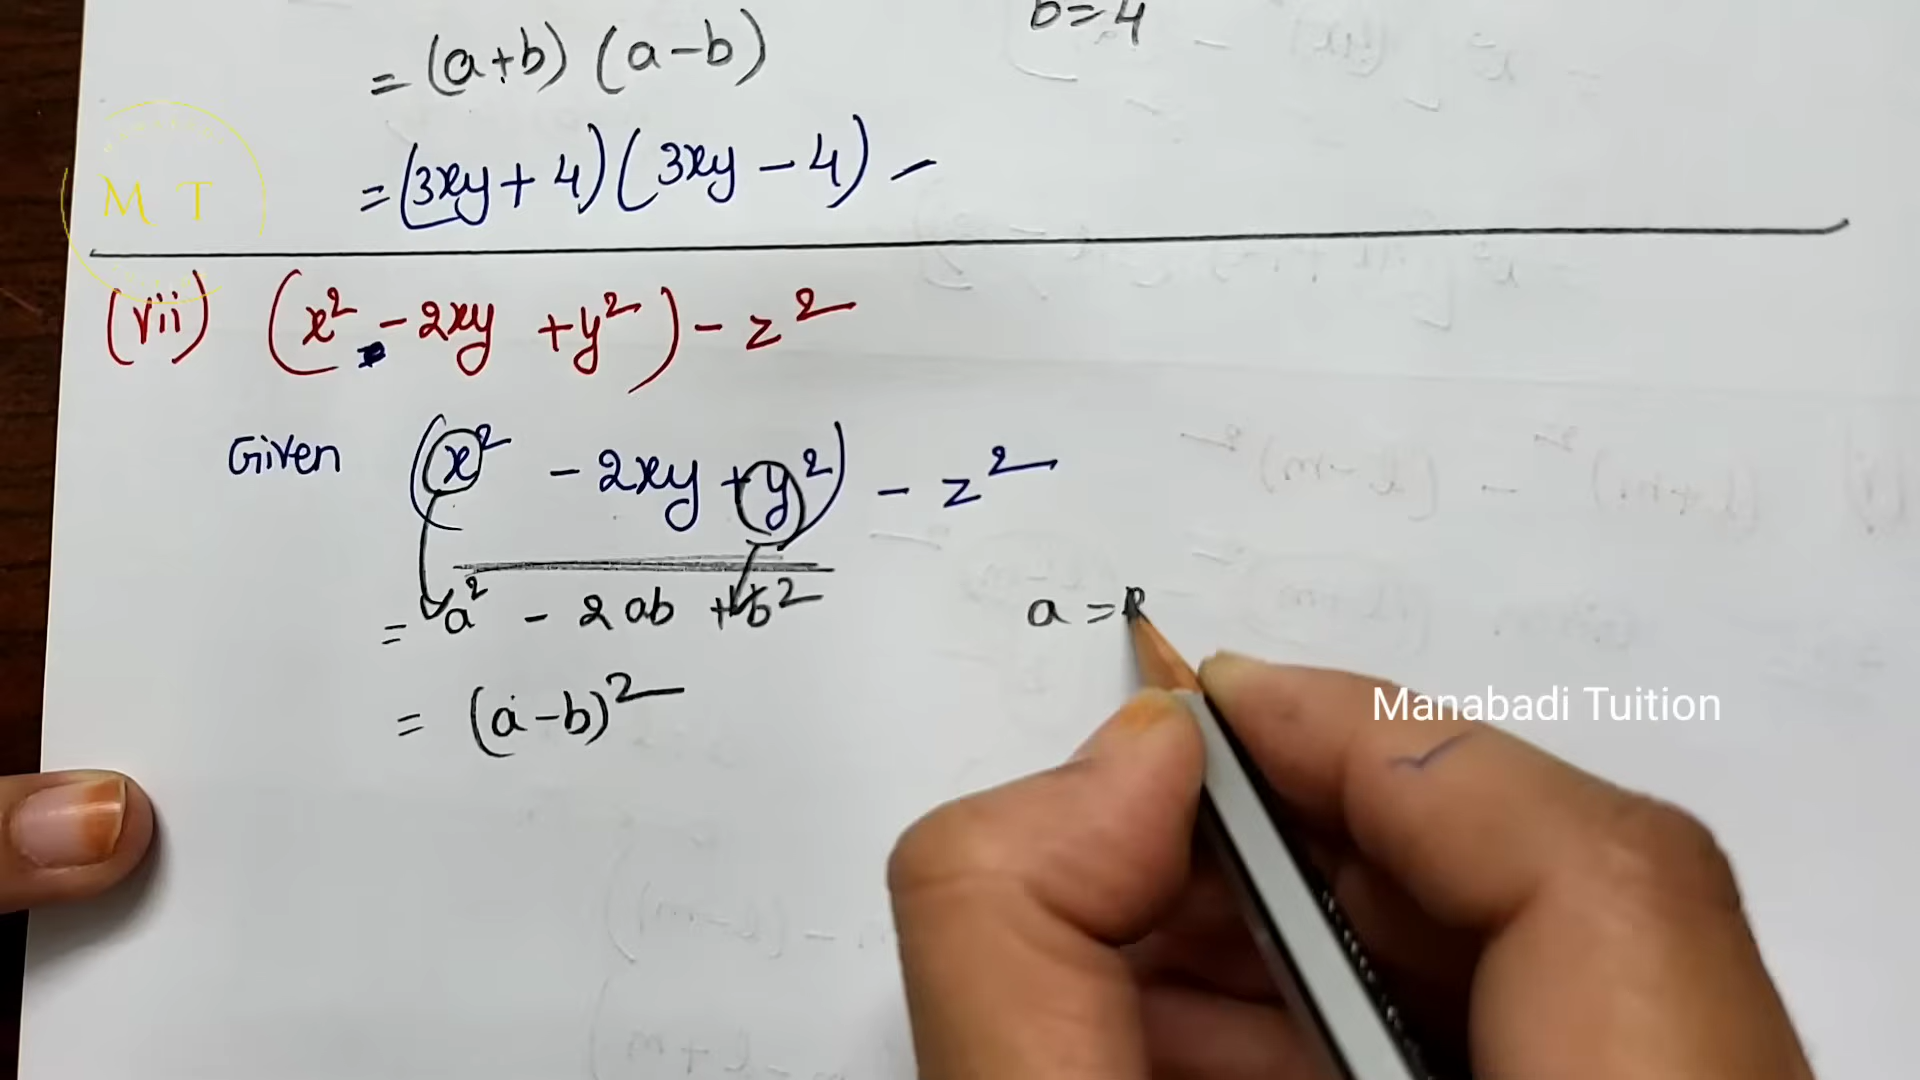 b=4
= (a+b) (a-b)
= (3xy+4) (3xy-4)
M T
(vii) (x² - 2xy + y²) - z²
Given (x² - 2xy + y²) - z²
= a² - 2ab + b² a =
= (a-b)²
Manabadi Tuition